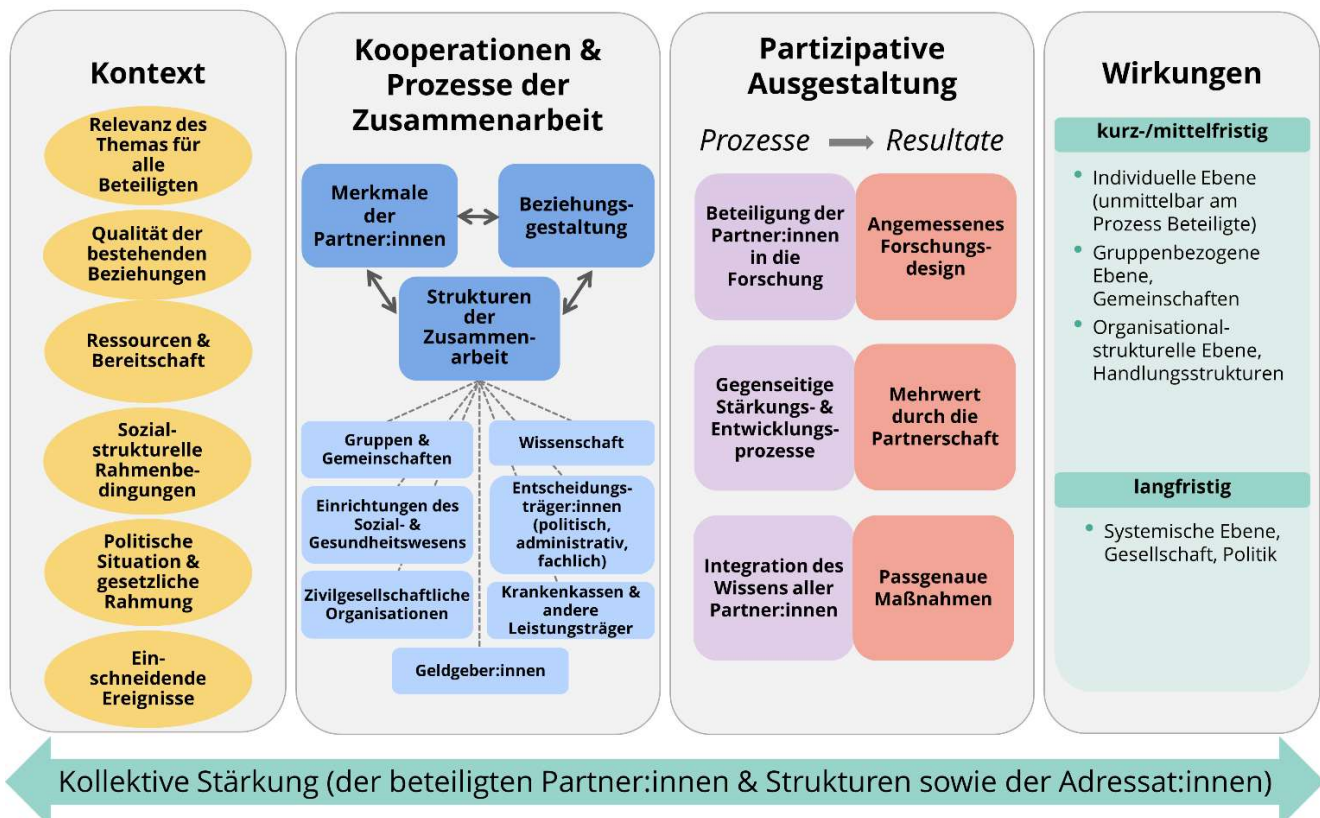 Kontext
Relevanz des
Themas für
alle
Beteiligten
Qualität der
bestehenden
Beziehungen
Ressourcen &
Bereitschaft
Sozial-
strukturelle
Rahmenbe-
dingungen
Politische
Situation &
gesetzliche
Rahmung
Ein-
schneidende
Ereignisse
Kooperationen &
Prozesse der
Zusammenarbeit
Merkmale
der
Partner:innen
Beziehungs-
gestaltung
Strukturen
der
Zusammen-
arbeit
Gruppen &
Gemeinschaften
Wissenschaft
Einrichtungen des
Sozial- &
Gesundheitswesens
Entscheidungs-
träger:innen
(politisch,
administrativ,
fachlich)
Zivilgesellschaftliche
Organisationen
Krankenkassen &
andere
Leistungsträger
Geldgeber:innen
Partizipative
Ausgestaltung
Prozesse
Resultate
Beteiligung der
Partner:innen
in die
Forschung
Angemessenes
Forschungs-
design
Gegenseitige
Stärkungs- &
Entwicklungs-
prozesse
Mehrwert
durch die
Partnerschaft
Integration des
Wissens aller
Partner:innen
Passgenaue
Maßnahmen
Wirkungen
kurz-/mittelfristig
• Individuelle Ebene
(unmittelbar am
Prozess Beteiligte)
• Gruppenbezogene
Ebene,
Gemeinschaften
• Organisational-
strukturelle Ebene,
Handlungsstrukturen
langfristig
• Systemische Ebene,
Gesellschaft, Politik
Kollektive Stärkung (der beteiligten Partner:innen & Strukturen sowie der Adressat:innen)